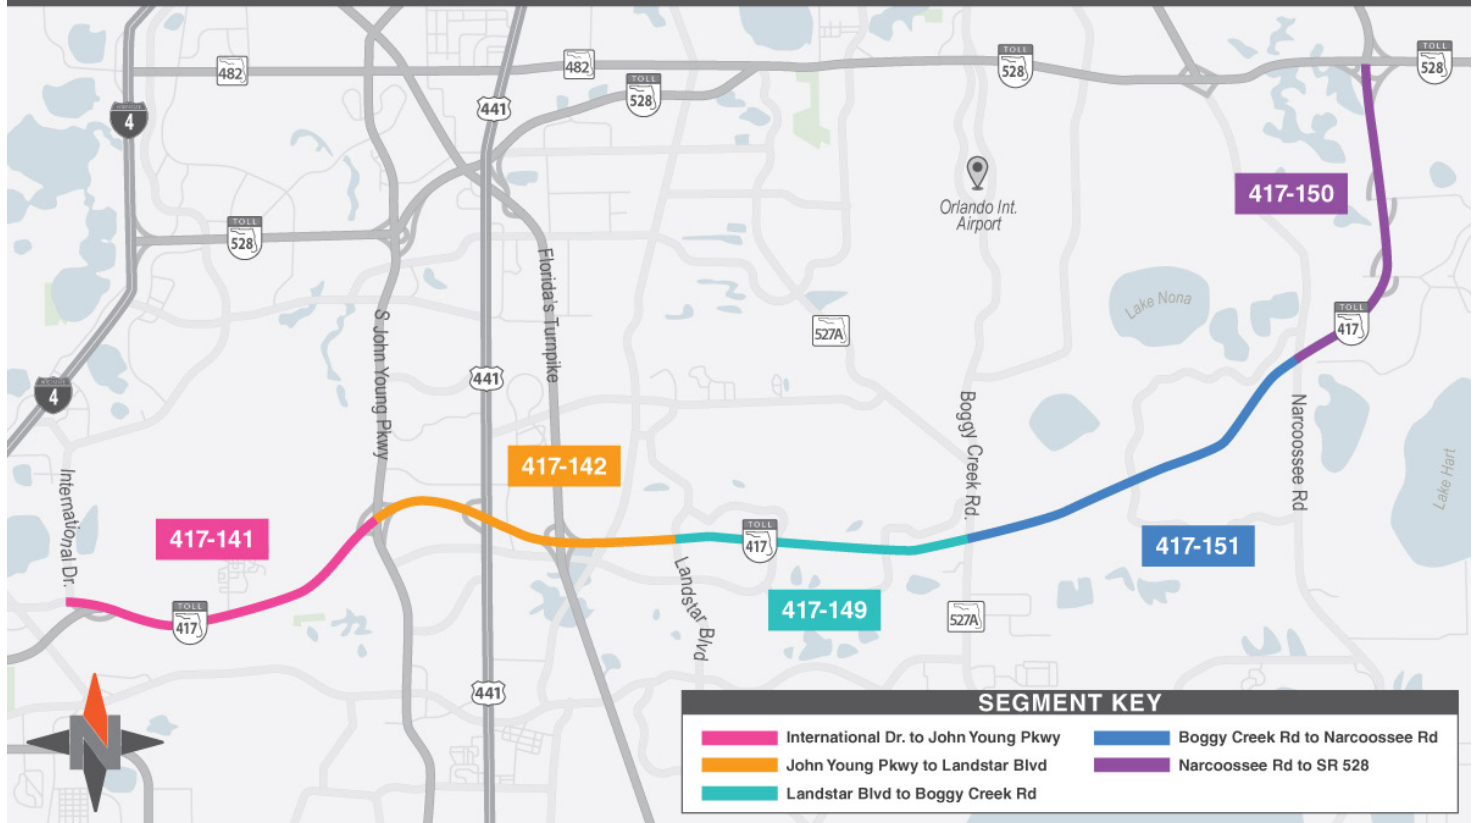 482
482
TOLL
528
TOLL
528
TOLL
528
4
441
417-150
Orlando Int.
Airport
TOLL
528
Florida's Turnpike
S John Young Pkwy
Lake Nona
TOLL
417
527A
441
4
Boggy Creek Rd.
Narcoossee Rd
Lake Hart
417-142
International Dr.
417-141
TOLL
417
417-151
Landstar Blvd
417-149
TOLL
417
527A
441
N
SEGMENT KEY
International Dr. to John Young Pkwy
John Young Pkwy to Landstar Blvd
Landstar Blvd to Boggy Creek Rd
Boggy Creek Rd to Narcoossee Rd
Narcoossee Rd to SR 528